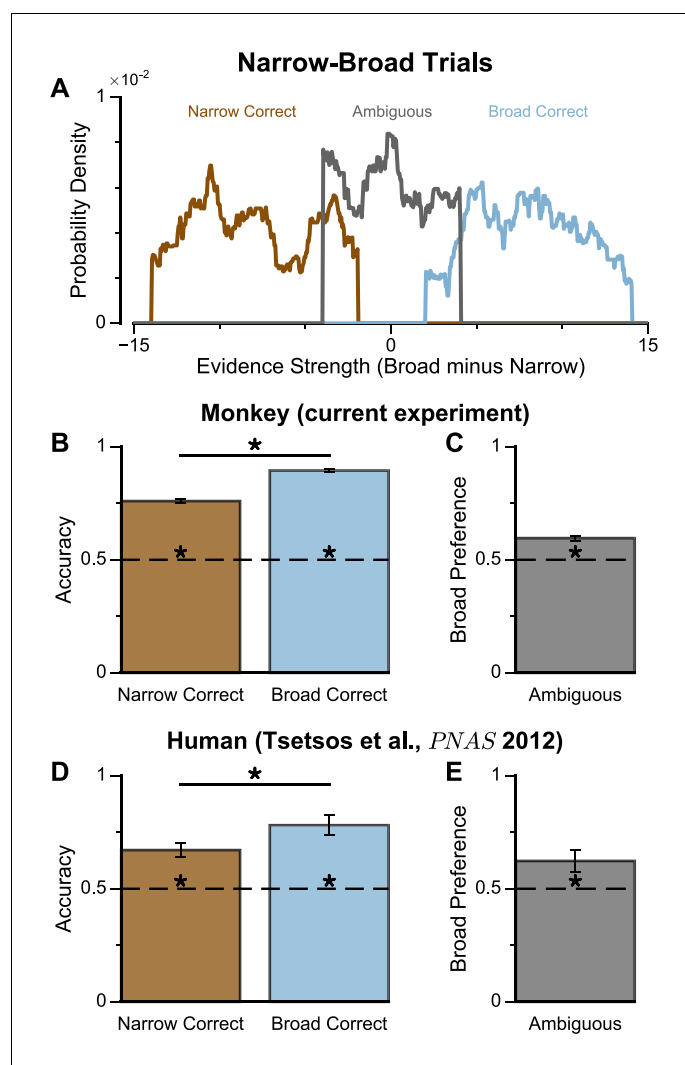 Narrow-Broad Trials
A
×10⁻²
1
Narrow Correct Ambiguous Broad Correct
Probability Density
0
−15 0 15
Evidence Strength (Broad minus Narrow)
Monkey (current experiment)
B
1
*
Accuracy
0.5
* *
0
Narrow Correct Broad Correct
C
1
Broad Preference
0.5
*
0
Ambiguous
Human (Tsetsos et al., PNAS 2012)
D
1
*
Accuracy
0.5
* *
0
Narrow Correct Broad Correct
E
1
Broad Preference
0.5
*
0
Ambiguous